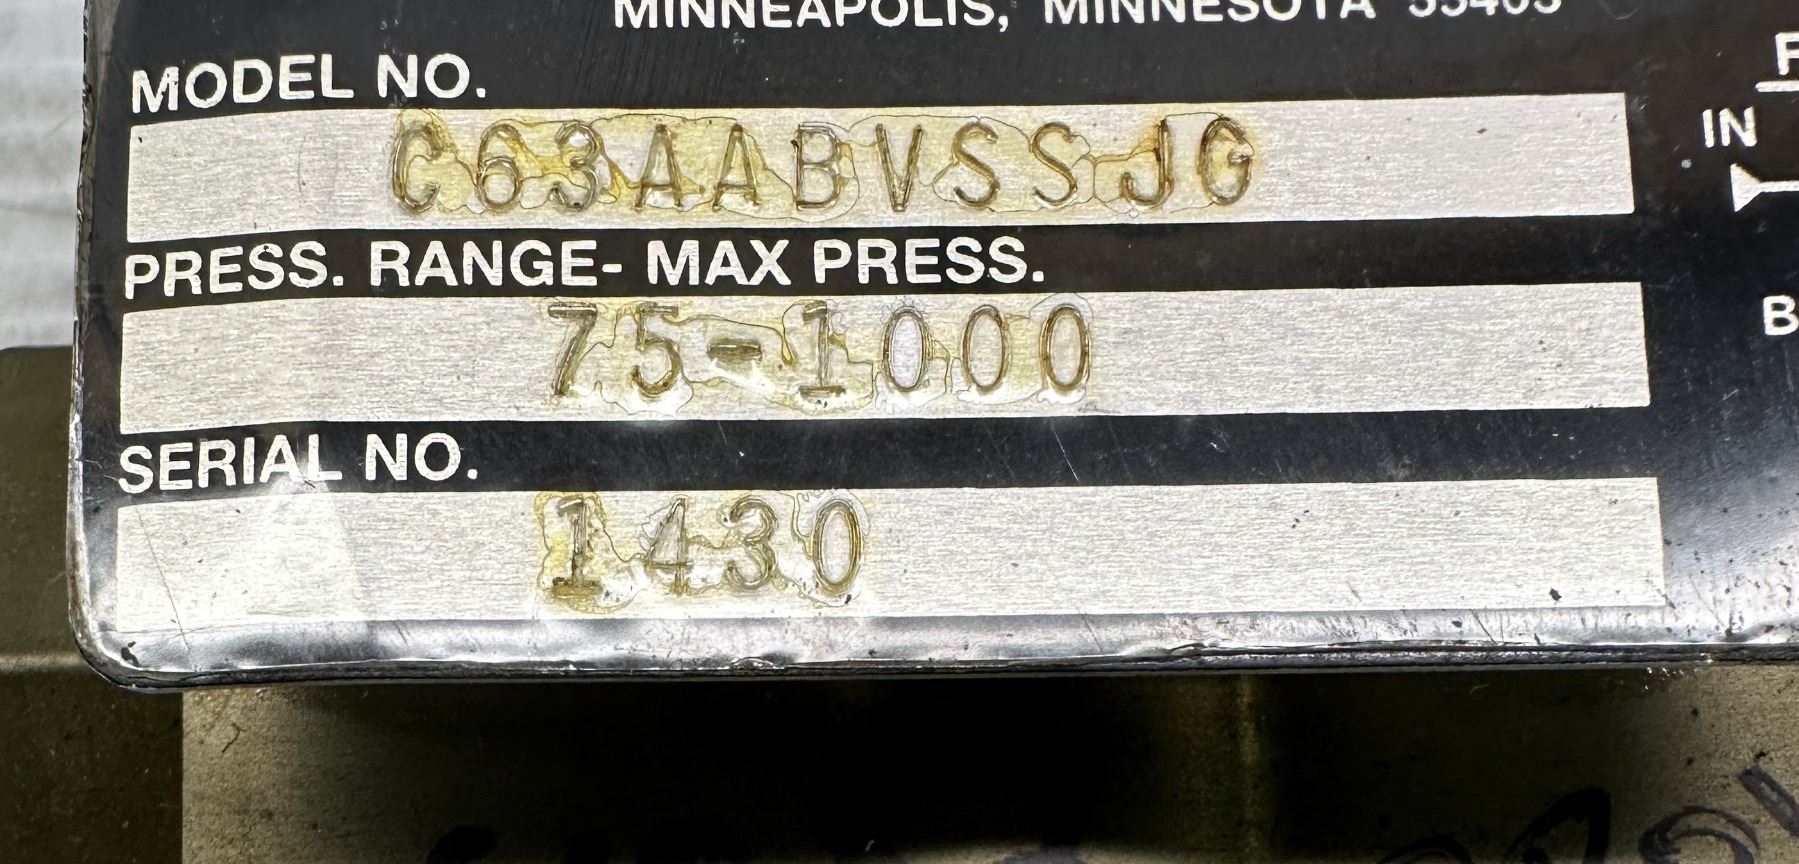 MINNEAPOLIS, MINNESOTA 55403
MODEL NO.
C63AABVSSJG
IN
PRESS. RANGE- MAX PRESS.
75-1000
SERIAL NO.
1430